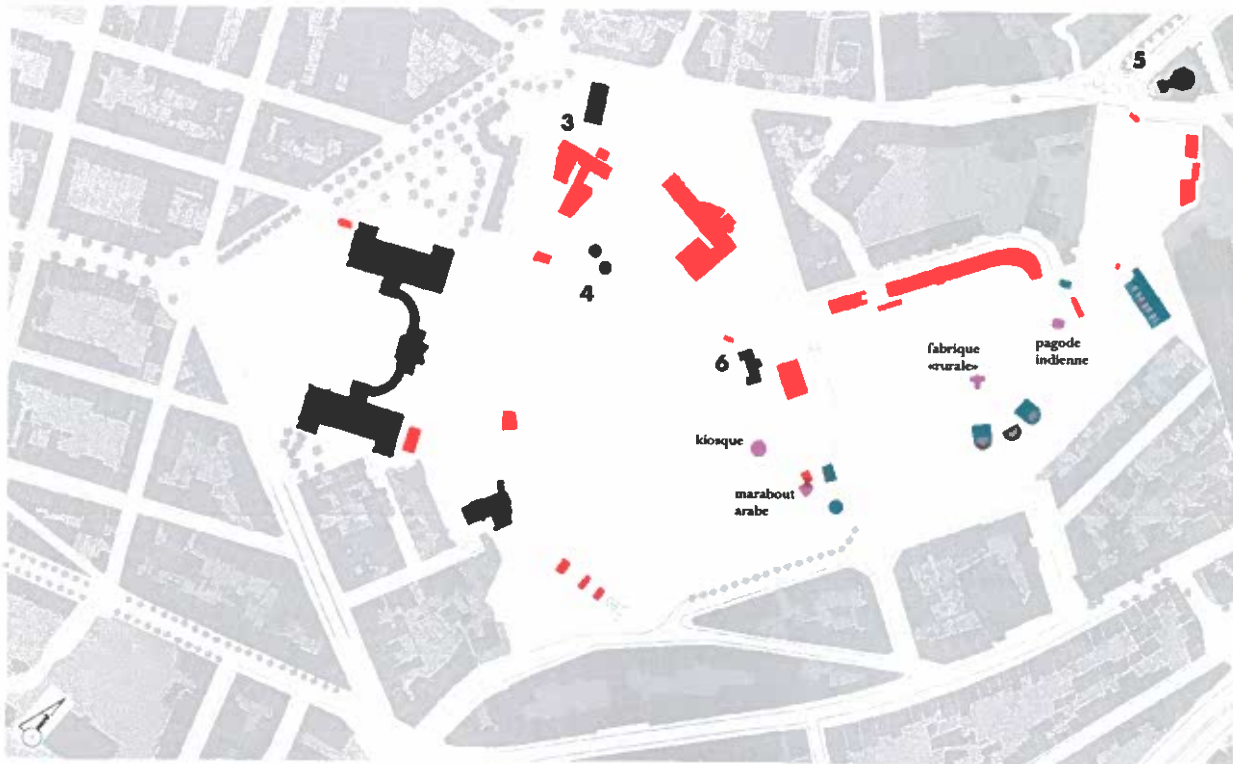 5
3
4
6
fabrique
«rurale»
pagode
indienne
kiosque
marabout
arabe